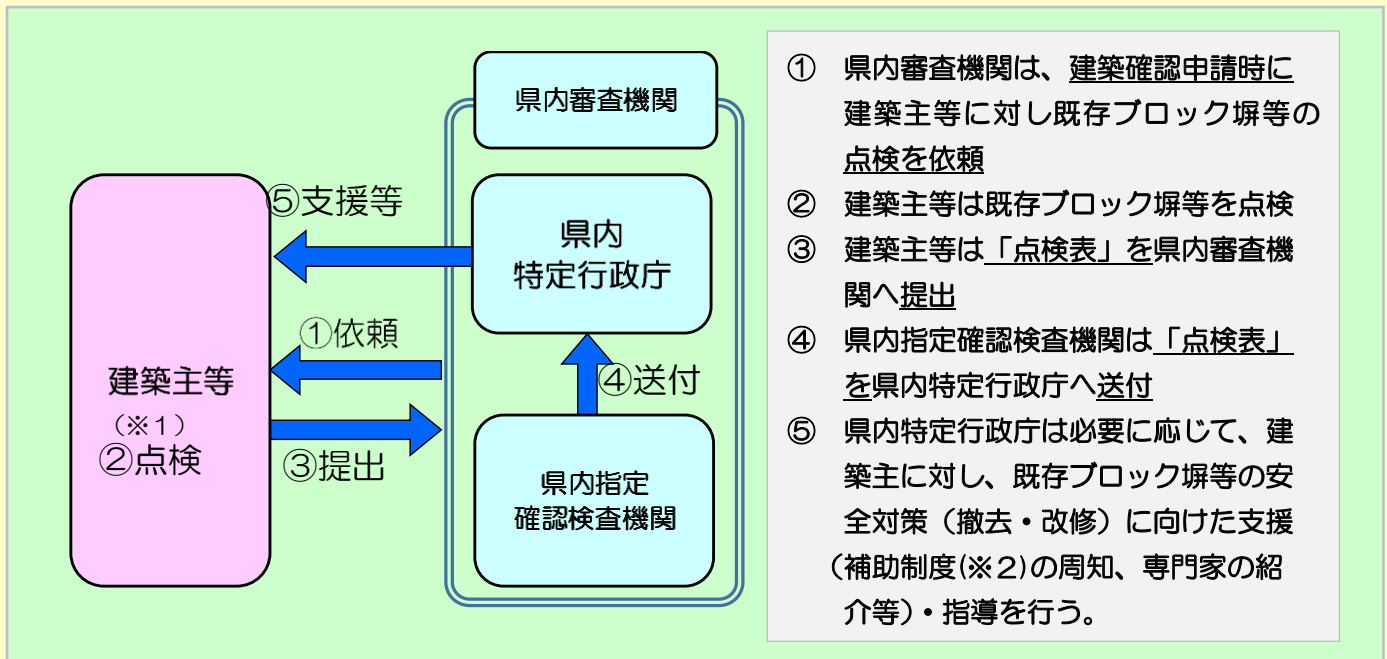 県内審査機関
⑤支援等
県内
特定行政庁
①依頼
④送付
建築主等
（※１）
②点検
③提出
県内指定
確認検査機関
①　県内審査機関は、建築確認申請時に
建築主等に対し既存ブロック塀等の
点検を依頼
②　建築主等は既存ブロック塀等を点検
③　建築主等は「点検表」を県内審査機
関へ提出
④　県内指定確認検査機関は「点検表」
を県内特定行政庁へ送付
⑤　県内特定行政庁は必要に応じて、建
築主に対し、既存ブロック塀等の安
全対策（撤去・改修）に向けた支援
（補助制度(※２)の周知、専門家の紹
介等）・指導を行う。